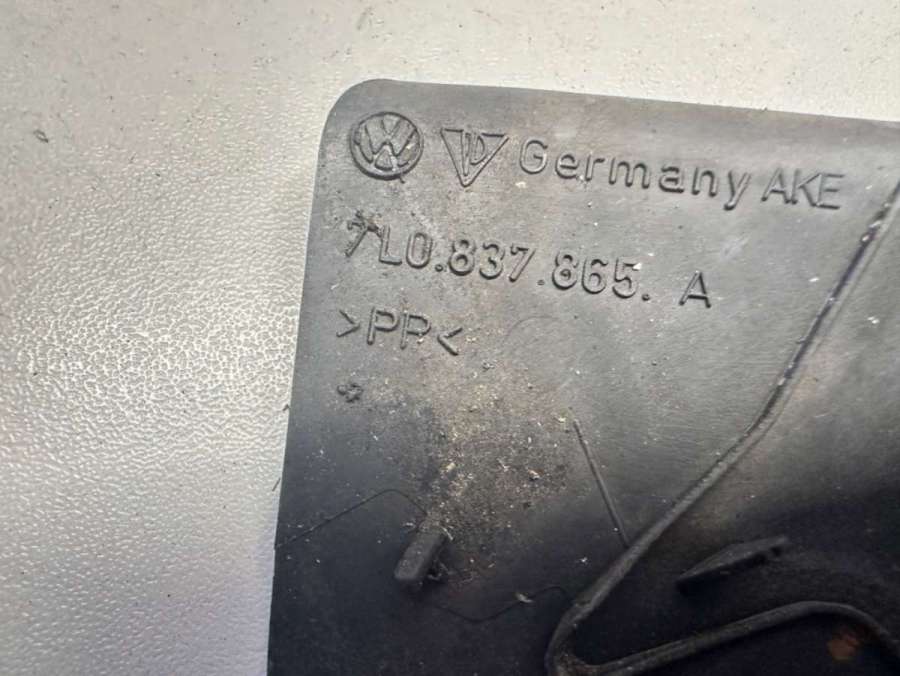 Germany AKE
7L0.837.865. A
>PP<